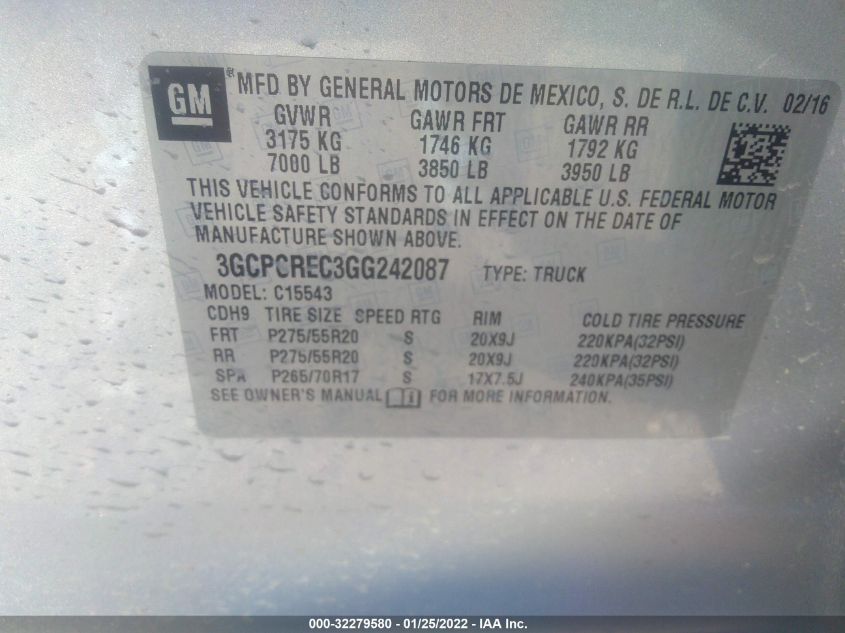 GM ® MFD BY GENERAL MOTORS DE MEXICO, S. DE R.L. DE C.V. 02/16
GVWR GAWR FRT GAWR RR
3175 KG 1746 KG 1792 KG
7000 LB 3850 LB 3950 LB
THIS VEHICLE CONFORMS TO ALL APPLICABLE U.S. FEDERAL MOTOR
VEHICLE SAFETY STANDARDS IN EFFECT ON THE DATE OF
MANUFACTURE SHOWN ABOVE.
3GCPCREC3GG242087 TYPE: TRUCK
MODEL: C15543
CDH9 TIRE SIZE SPEED RTG RIM COLD TIRE PRESSURE
FRT P275/55R20 S 20X9J 220KPA(32PSI)
RR P275/55R20 S 20X9J 220KPA(32PSI)
SPA P265/70R17 S 17X7.5J 240KPA(35PSI)
SEE OWNER'S MANUAL FOR MORE INFORMATION.
000-32279580 - 01/25/2022 - IAA Inc.